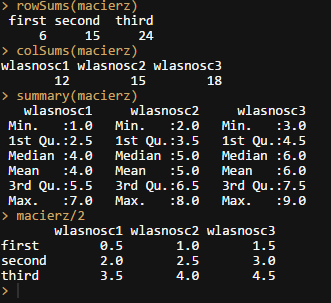 > rowSums(macierz)
 first second  third
     6     15     24
> colSums(macierz)
wlasnosc1 wlasnosc2 wlasnosc3
       12        15        18
> summary(macierz)
   wlasnosc1     wlasnosc2     wlasnosc3
 Min.   :1.0   Min.   :2.0   Min.   :3.0
 1st Qu.:2.5   1st Qu.:3.5   1st Qu.:4.5
 Median :4.0   Median :5.0   Median :6.0
 Mean   :4.0   Mean   :5.0   Mean   :6.0
 3rd Qu.:5.5   3rd Qu.:6.5   3rd Qu.:7.5
 Max.   :7.0   Max.   :8.0   Max.   :9.0
> macierz/2
       wlasnosc1 wlasnosc2 wlasnosc3
first        0.5       1.0       1.5
second       2.0       2.5       3.0
third        3.5       4.0       4.5
>